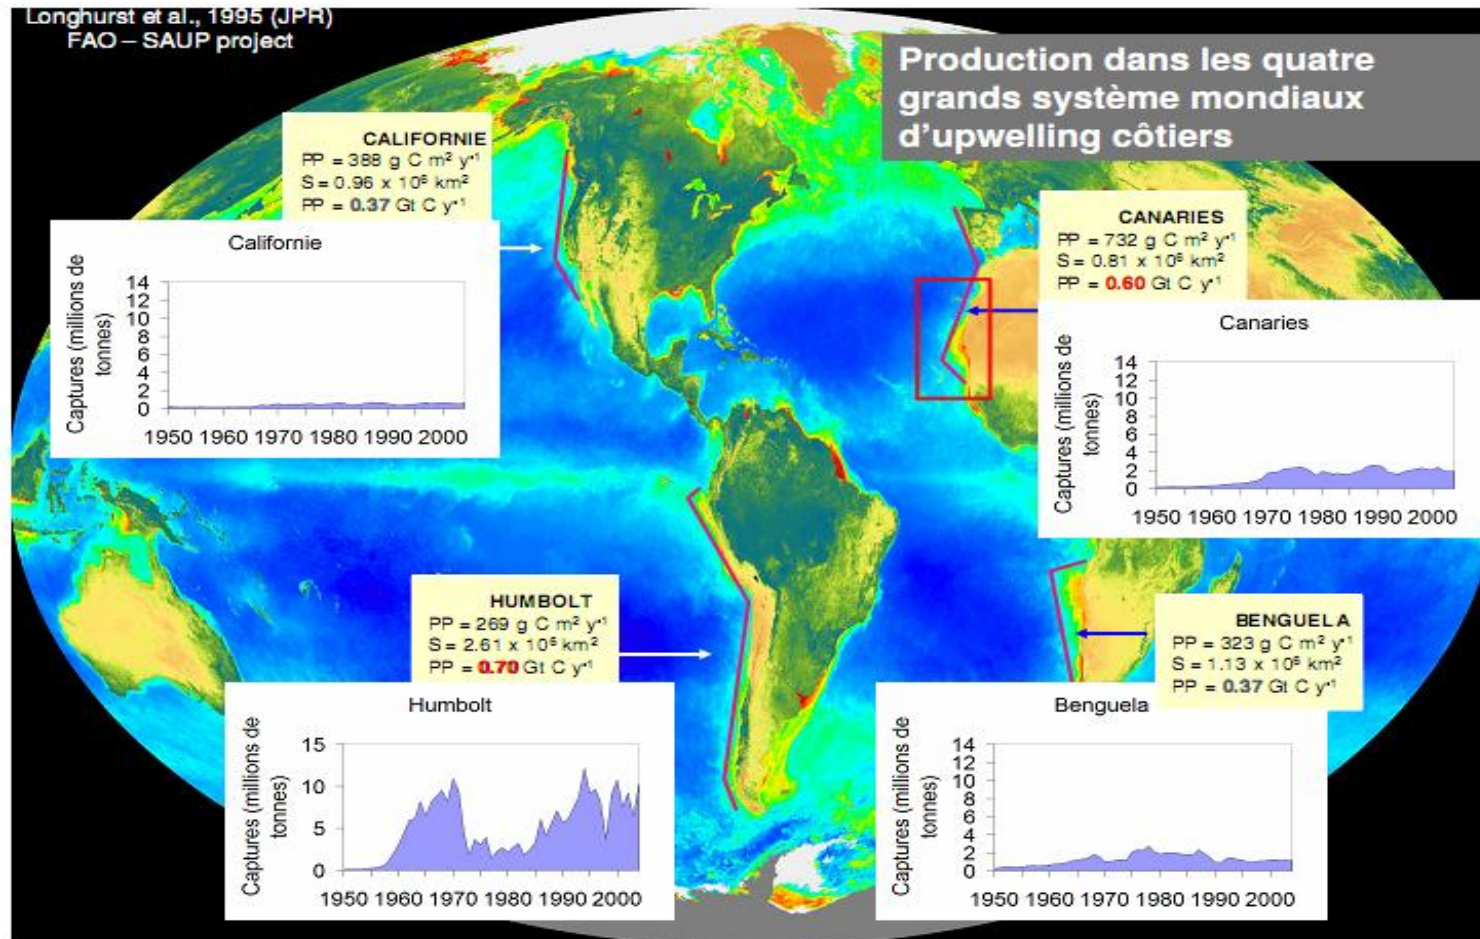 Longhurst et al., 1995 (JPR)
FAO – SAUP project
Production dans les quatre
grands système mondiaux
d'upwelling côtiers
CALIFORNIE
PP = 388 g C m² y⁻¹
S = 0.96 x 10⁶ km²
PP = 0.37 Gt C y⁻¹
Californie
Captures (millions de
tonnes)
14
12
10
8
6
4
2
0
1950 1960 1970 1980 1990 2000
CANARIES
PP = 732 g C m² y⁻¹
S = 0.81 x 10⁶ km²
PP = 0.60 Gt C y⁻¹
Canaries
Captures (millions de
tonnes)
14
12
10
8
6
4
2
0
1950 1960 1970 1980 1990 2000
HUMBOLT
PP = 269 g C m² y⁻¹
S = 2.61 x 10⁶ km²
PP = 0.70 Gt C y⁻¹
Humbolt
Captures (millions de
tonnes)
15
10
5
0
1950 1960 1970 1980 1990 2000
BENGUELA
PP = 323 g C m² y⁻¹
S = 1.13 x 10⁶ km²
PP = 0.37 Gt C y⁻¹
Benguela
Captures (millions de
tonnes)
14
12
10
8
6
4
2
0
1950 1960 1970 1980 1990 2000